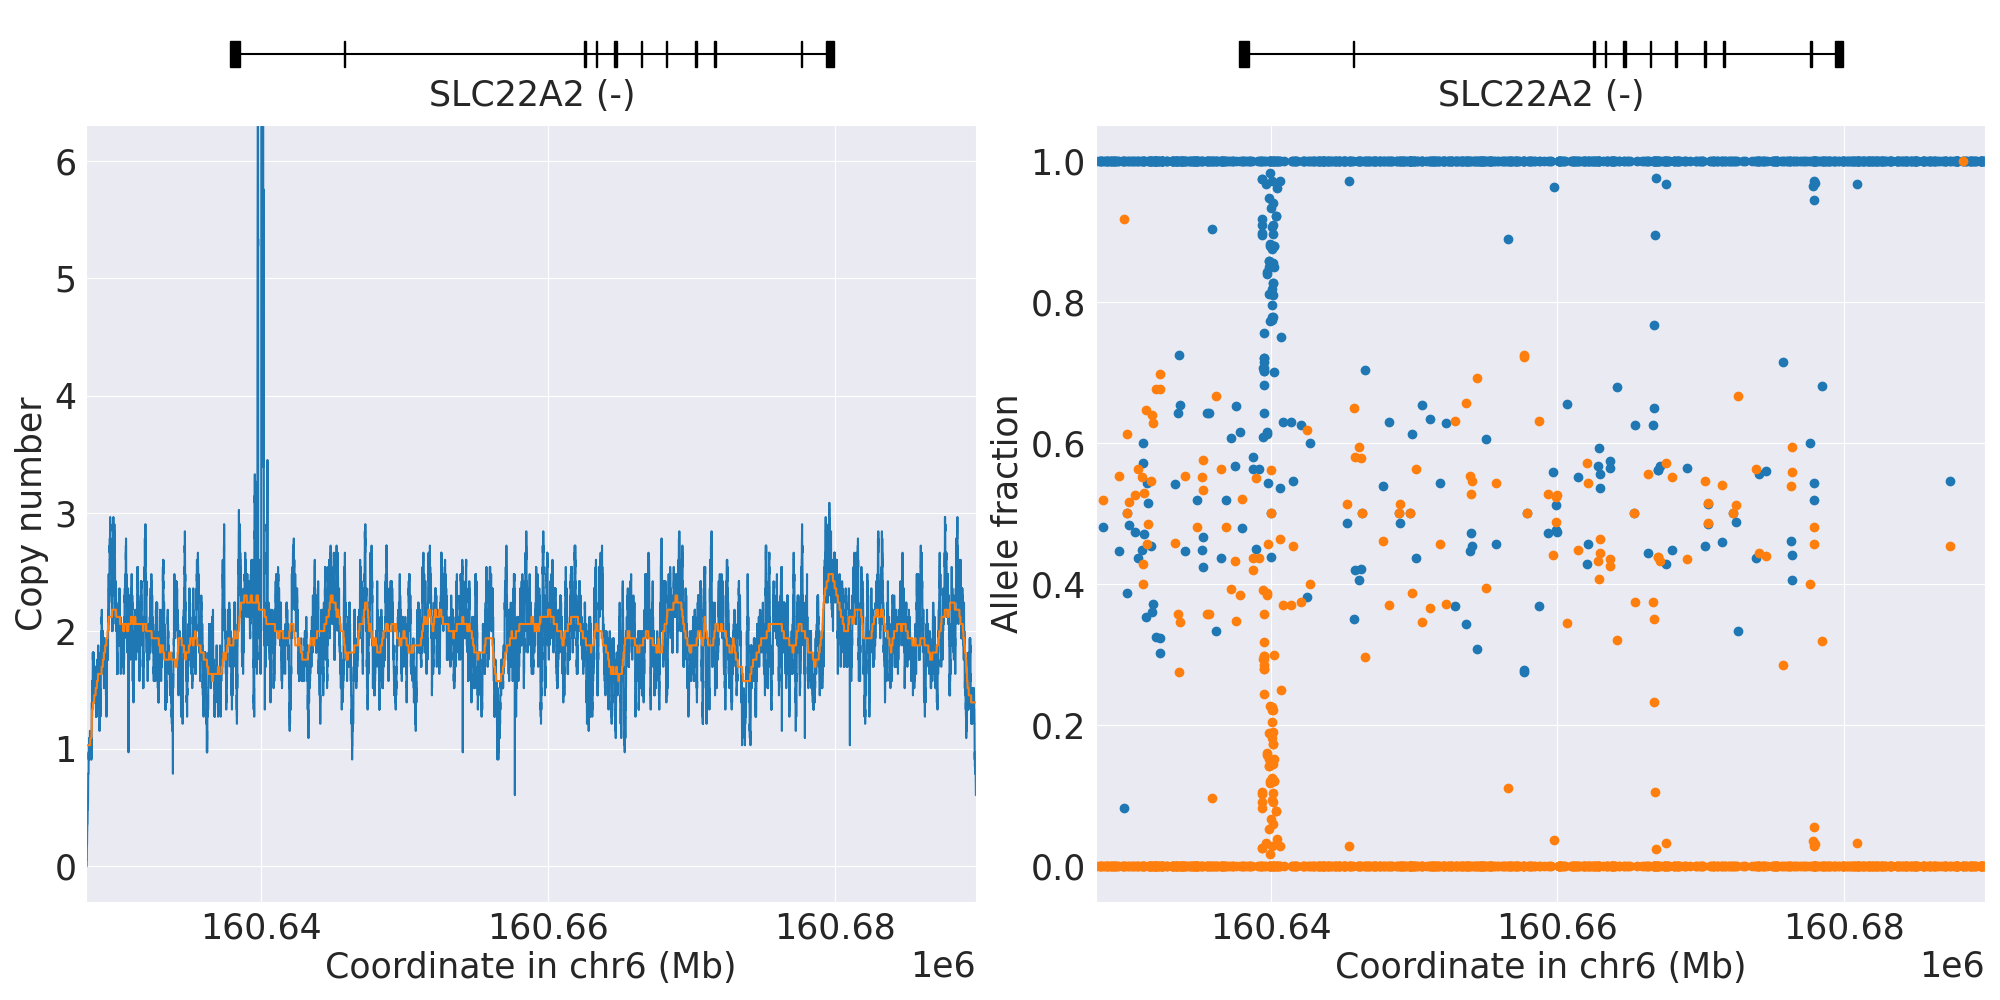 SLC22A2 (-)
SLC22A2 (-)
Copy number
6
5
4
3
2
1
0
160.64
160.66
160.68
Coordinate in chr6 (Mb)
1e6
Allele fraction
1.0
0.8
0.6
0.4
0.2
0.0
160.64
160.66
160.68
Coordinate in chr6 (Mb)
1e6